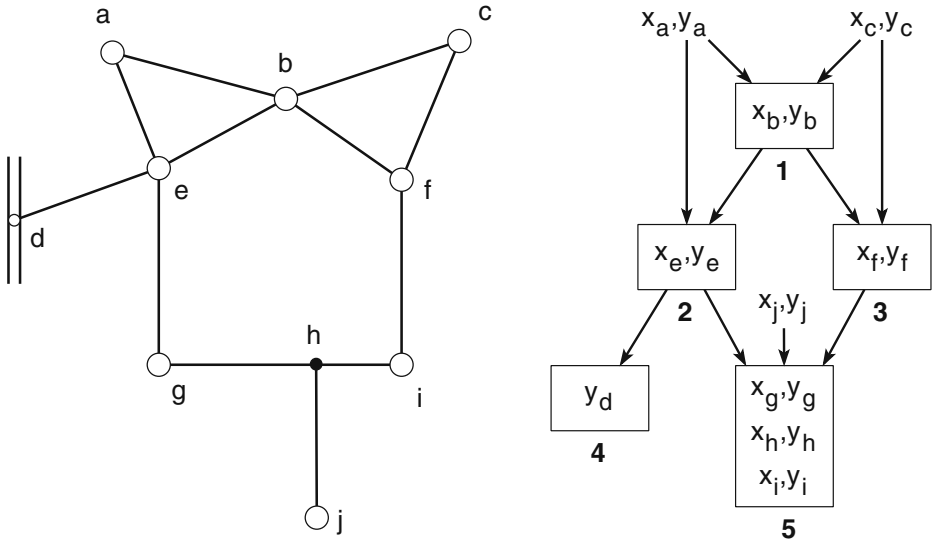 a
b
c
d
e
f
g
h
i
j
x_a,y_a
x_c,y_c
x_b,y_b
1
x_e,y_e
2
x_f,y_f
3
x_j,y_j
y_d
4
x_g,y_g
x_h,y_h
x_i,y_i
5